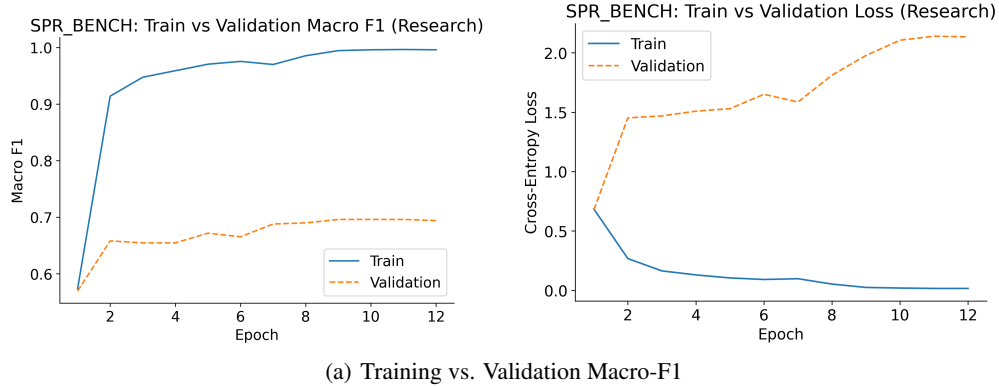 SPR_BENCH: Train vs Validation Macro F1 (Research)
Macro F1
1.0
0.9
0.8
0.7
0.6
Train
Validation
2 4 6 8 10 12
Epoch
SPR_BENCH: Train vs Validation Loss (Research)
Train
Validation
Cross-Entropy Loss
2.0
1.5
1.0
0.5
0.0
2 4 6 8 10 12
Epoch
(a) Training vs. Validation Macro-F1